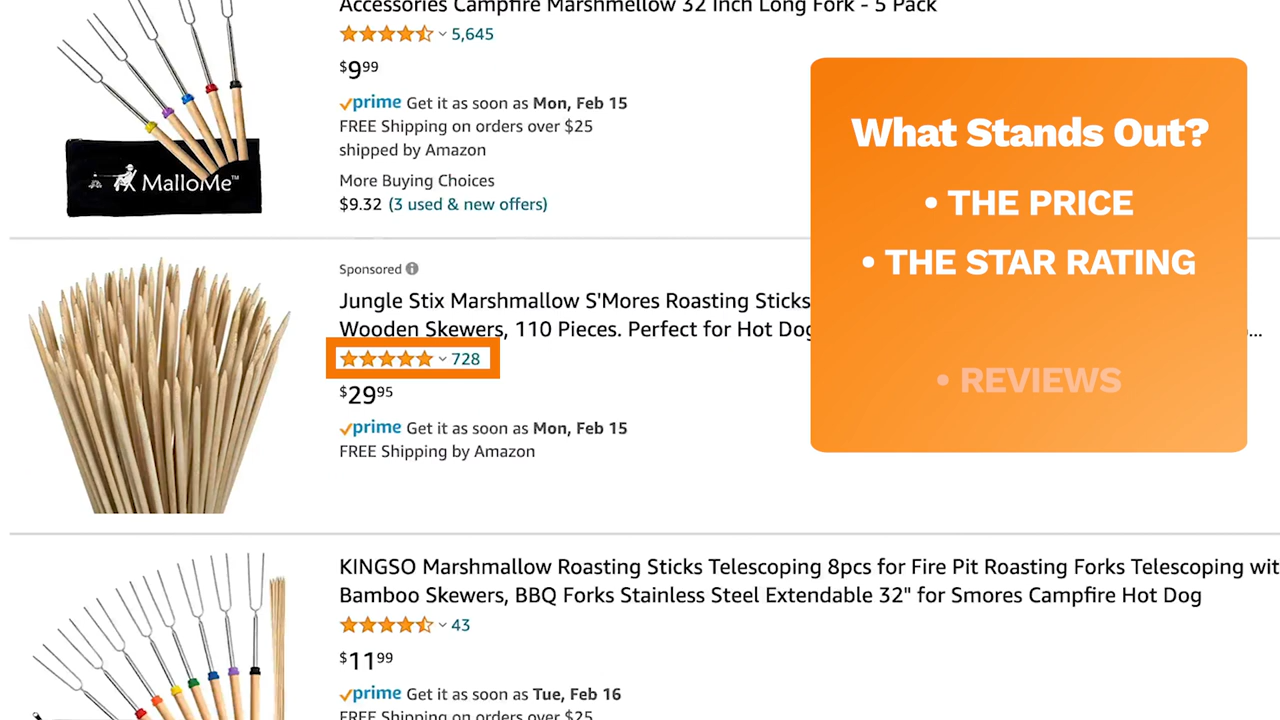 Accessories Campfire Marshmellow 32 Inch Long Fork - 5 Pack
5,645
$9.99
prime Get it as soon as Mon, Feb 15
FREE Shipping on orders over $25
shipped by Amazon
More Buying Choices
$9.32 (3 used & new offers)
MalloMe™
Sponsored
Jungle Stix Marshmallow S'Mores Roasting Sticks
Wooden Skewers, 110 Pieces. Perfect for Hot Dog
...
728
$29.95
prime Get it as soon as Mon, Feb 15
FREE Shipping by Amazon
KINGSO Marshmallow Roasting Sticks Telescoping 8pcs for Fire Pit Roasting Forks Telescoping wit
Bamboo Skewers, BBQ Forks Stainless Steel Extendable 32" for Smores Campfire Hot Dog
43
$11.99
prime Get it as soon as Tue, Feb 16
FREE Shipping on orders over $25
What Stands Out?
• THE PRICE
• THE STAR RATING
• REVIEWS